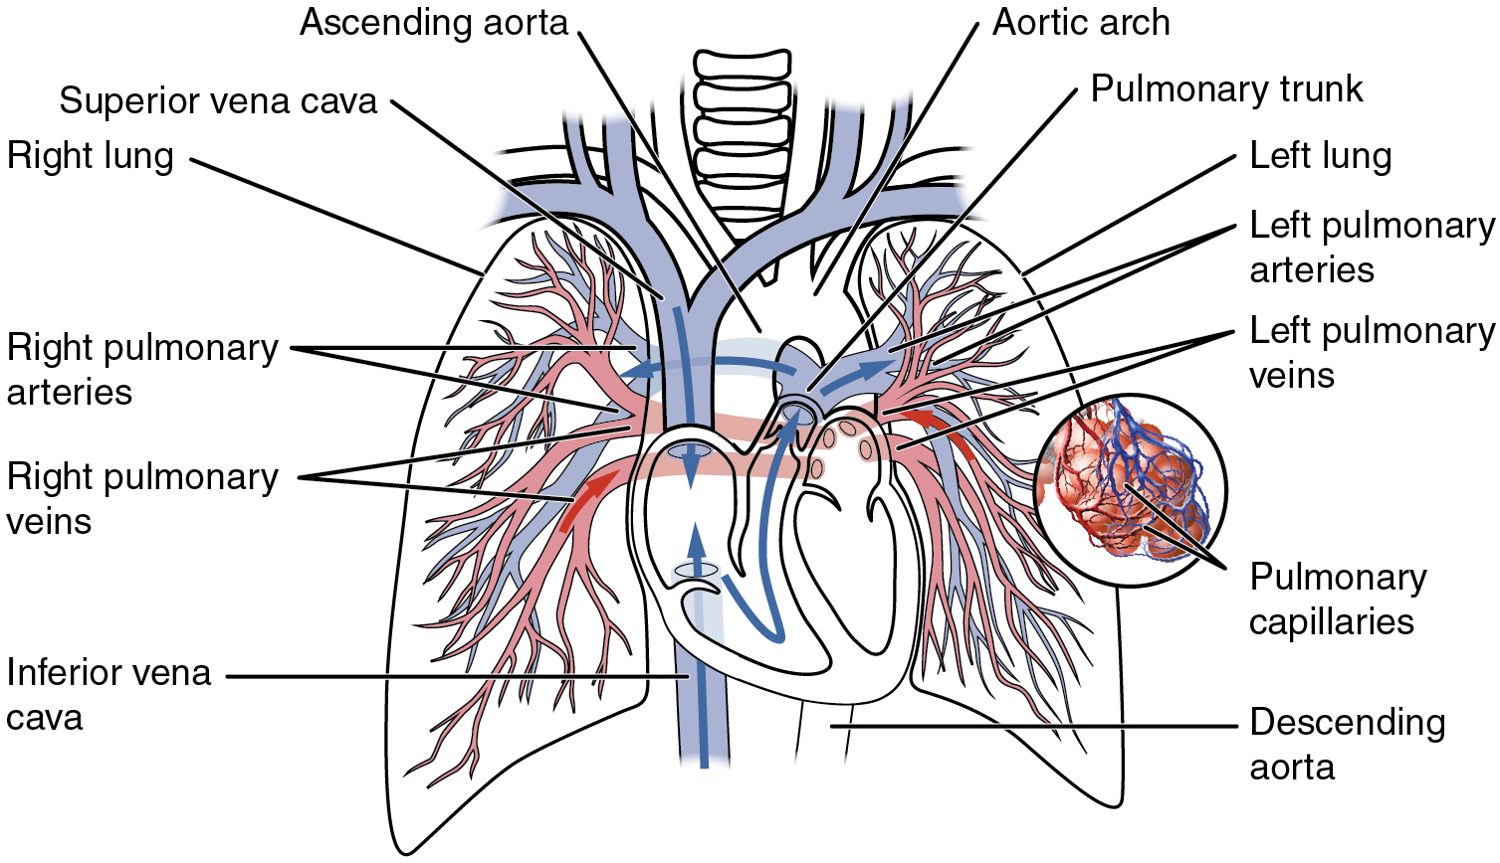 Ascending aorta
Aortic arch
Superior vena cava
Pulmonary trunk
Right lung
Left lung
Left pulmonary
arteries
Right pulmonary
arteries
Left pulmonary
veins
Right pulmonary
veins
Pulmonary
capillaries
Inferior vena
cava
Descending
aorta